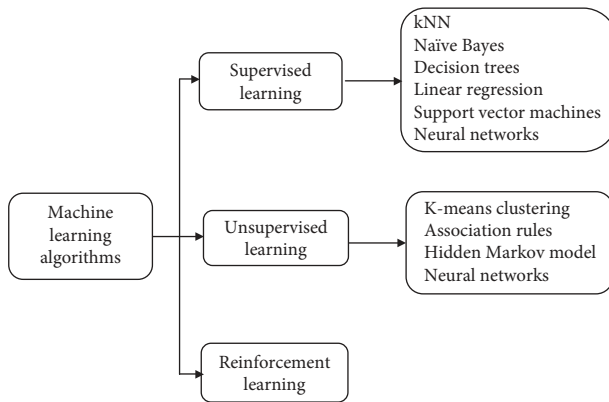 Machine
learning
algorithms
Supervised
learning
kNN
Naïve Bayes
Decision trees
Linear regression
Support vector machines
Neural networks
Unsupervised
learning
K-means clustering
Association rules
Hidden Markov model
Neural networks
Reinforcement
learning